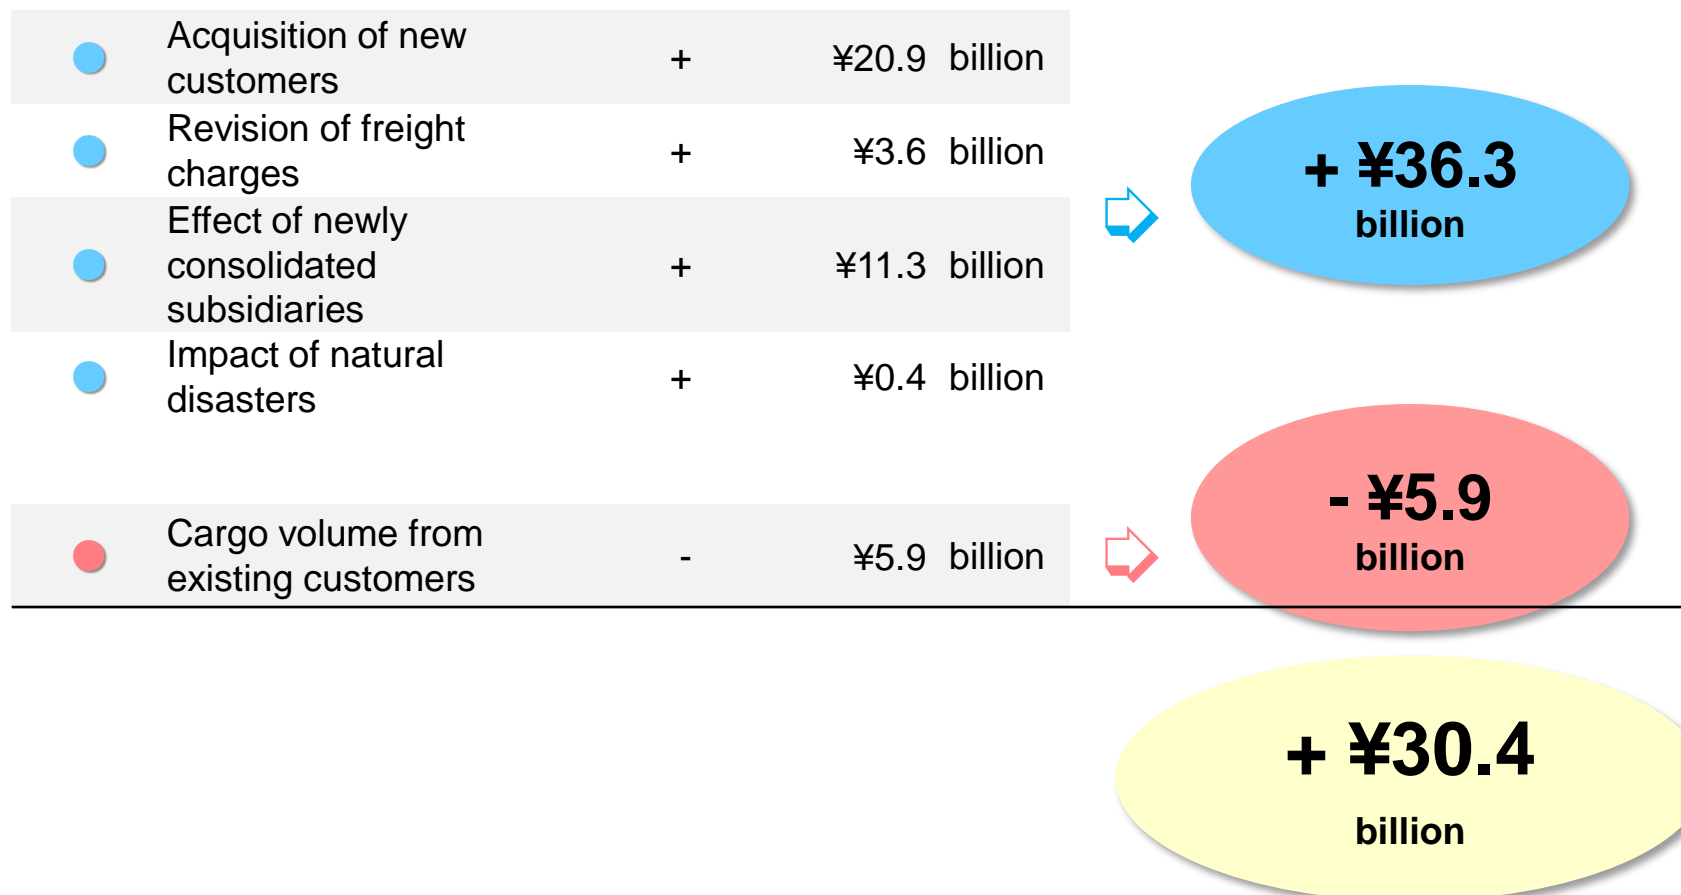 Acquisition of new
customers + ¥20.9 billion
Revision of freight
charges + ¥3.6 billion
Effect of newly
consolidated + ¥11.3 billion
subsidiaries
Impact of natural
disasters + ¥0.4 billion
+ ¥36.3
billion
Cargo volume from
existing customers - ¥5.9 billion
- ¥5.9
billion
+ ¥30.4
billion